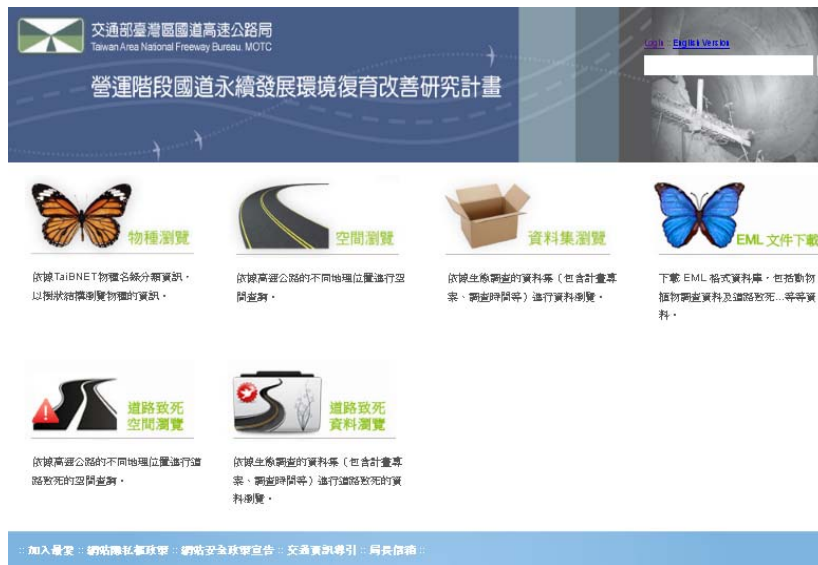 交通部臺灣區國道高速公路局
Taiwan Area National Freeway Bureau. MOTC
Login :: English Version
營運階段國道永續發展環境復育改善研究計畫
物種瀏覽
空間瀏覽
資料集瀏覽
EML 文件下載
依據TaiBNET物種名錄分類資訊，
以樹狀結構瀏覽物種的資訊。
依據高速公路的不同地理位置進行空
間查詢。
依據生態調查的資料集（包含計畫專
案、調查時間等）進行資料瀏覽。
下載 EML 格式資料庫，包括動物
植物調查資料及道路致死...等等資
料。
道路致死
空間瀏覽
道路致死
資料瀏覽
依據高速公路的不同地理位置進行道
路致死的空間查詢。
依據生態調查的資料集（包含計畫專
案、調查時間等）進行道路致死的資
料瀏覽。
:: 加入最愛 :: 網站隱私權政策 :: 網站安全政策宣告 :: 交通資訊導引 :: 局長信箱 ::